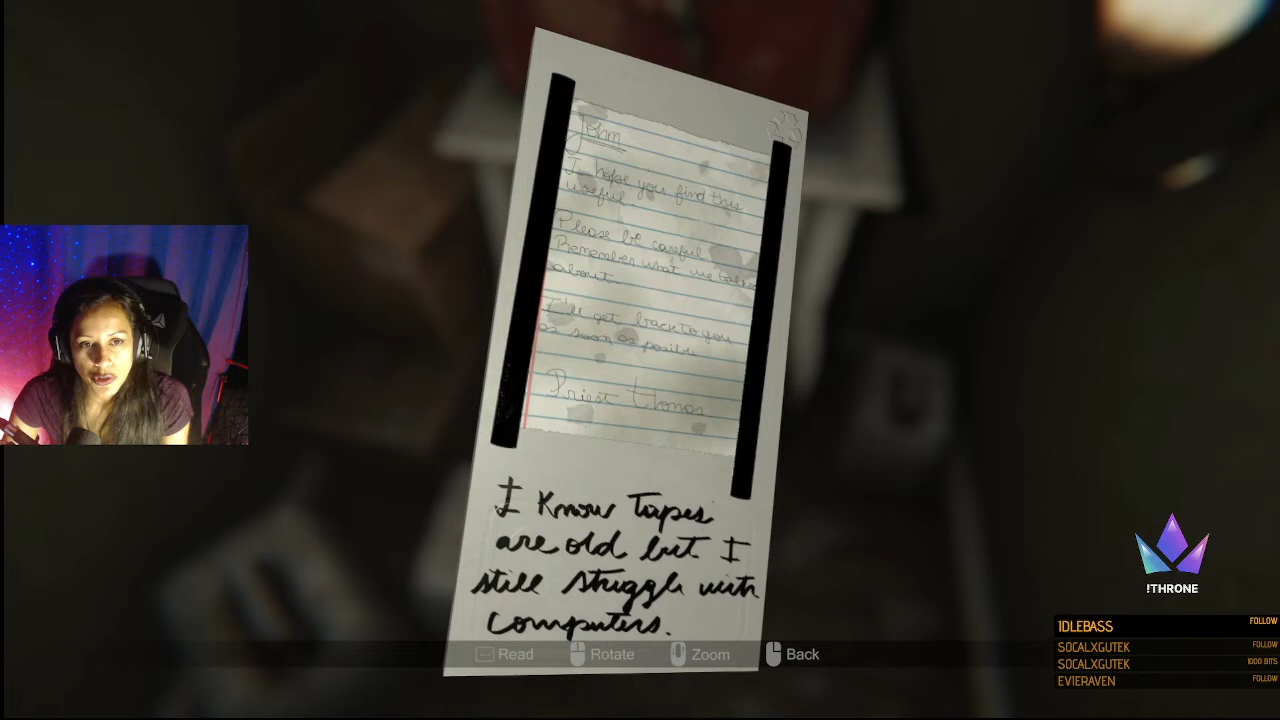 John
I hope you find this
useful.
Please be careful
Remember what we talked
about.
I'll get back to you
as soon as posible
Priest Thomas
I know Tapes
are old but I
still struggle with
computers.
Read
Rotate
Zoom
Back
!THRONE
IDLEBASS FOLLOW
SOCALXGUTEK FOLLOW
SOCALXGUTEK 1000 BITS
EVIERAVEN FOLLOW